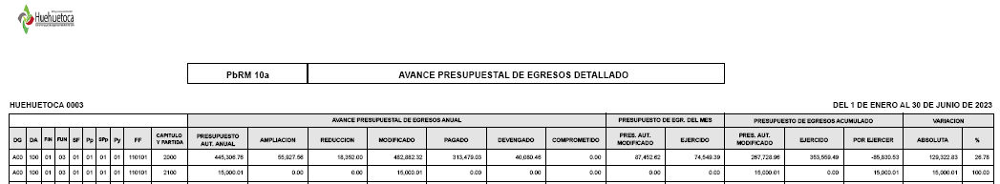 Huehuetoca
PbRM 10a AVANCE PRESUPUESTAL DE EGRESOS DETALLADO
HUEHUETOCA 0003 DEL 1 DE ENERO AL 30 DE JUNIO DE 2023
AVANCE PRESUPUESTAL DE EGRESOS ANUAL PRESUPUESTO DE EGR. DEL MES PRESUPUESTO DE EGRESOS ACUMULADO VARIACION
DG DA FIN FUN SF Pp SPp Py FF CAPITULO Y PARTIDA PRESUPUESTO AUT. ANUAL AMPLIACION REDUCCION MODIFICADO PAGADO DEVENGADO COMPROMETIDO PRES. AUT. MODIFICADO EJERCIDO PRES. AUT. MODIFICADO EJERCIDO POR EJERCER ABSOLUTA %
A00 100 01 03 01 01 01 01 110101 2000 445,306.76 55,927.56 18,352.00 482,882.32 313,479.03 40,080.46 0.00 87,452.62 74,549.39 267,728.96 353,559.49 -85,830.53 129,322.83 26.78
A00 100 01 03 01 01 01 01 110101 2100 15,000.01 0.00 0.00 15,000.01 0.00 0.00 0.00 0.00 0.00 15,000.01 0.00 15,000.01 15,000.01 100.00